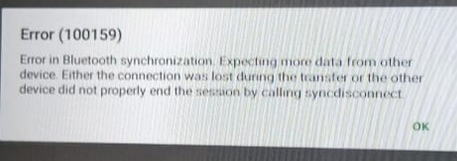 Error (100159)
Error in Bluetooth synchronization. Expecting more data from other
device. Either the connection was lost during the transfer or the other
device did not properly end the session by calling syncdisconnect.
OK